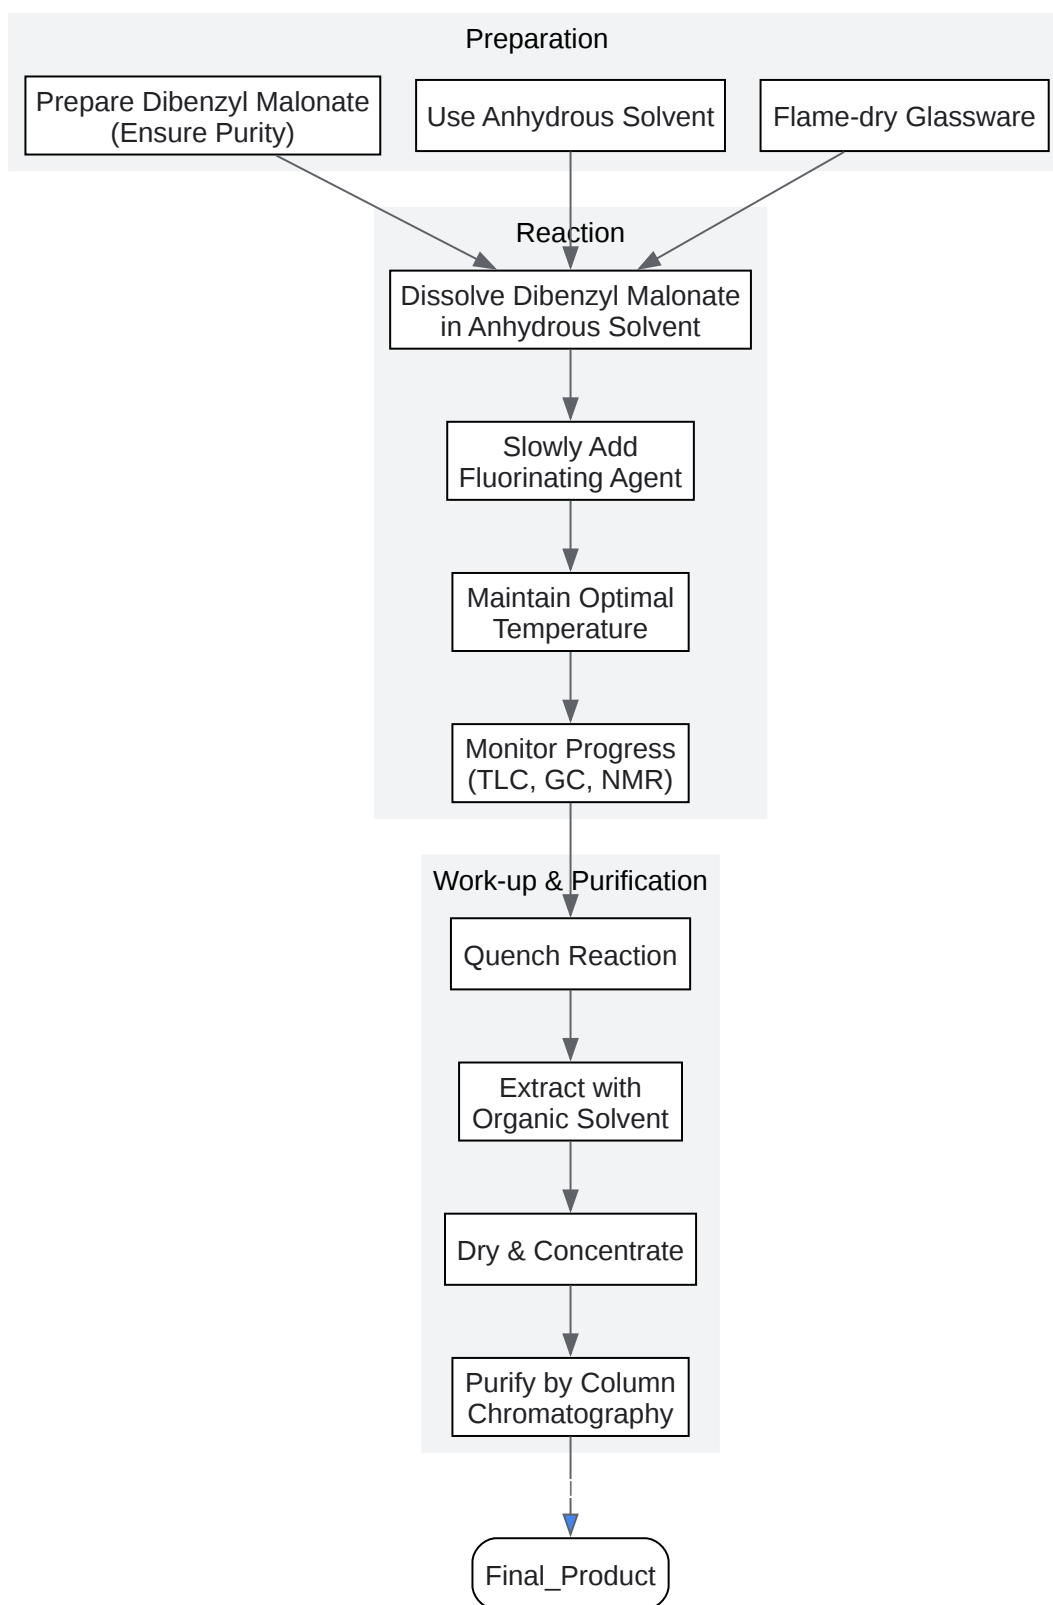 Preparation
Prepare Dibenzyl Malonate
(Ensure Purity)
Use Anhydrous Solvent
Flame-dry Glassware
Reaction
Dissolve Dibenzyl Malonate
in Anhydrous Solvent
Slowly Add
Fluorinating Agent
Maintain Optimal
Temperature
Monitor Progress
(TLC, GC, NMR)
Work-up & Purification
Quench Reaction
Extract with
Organic Solvent
Dry & Concentrate
Purify by Column
Chromatography
Final_Product